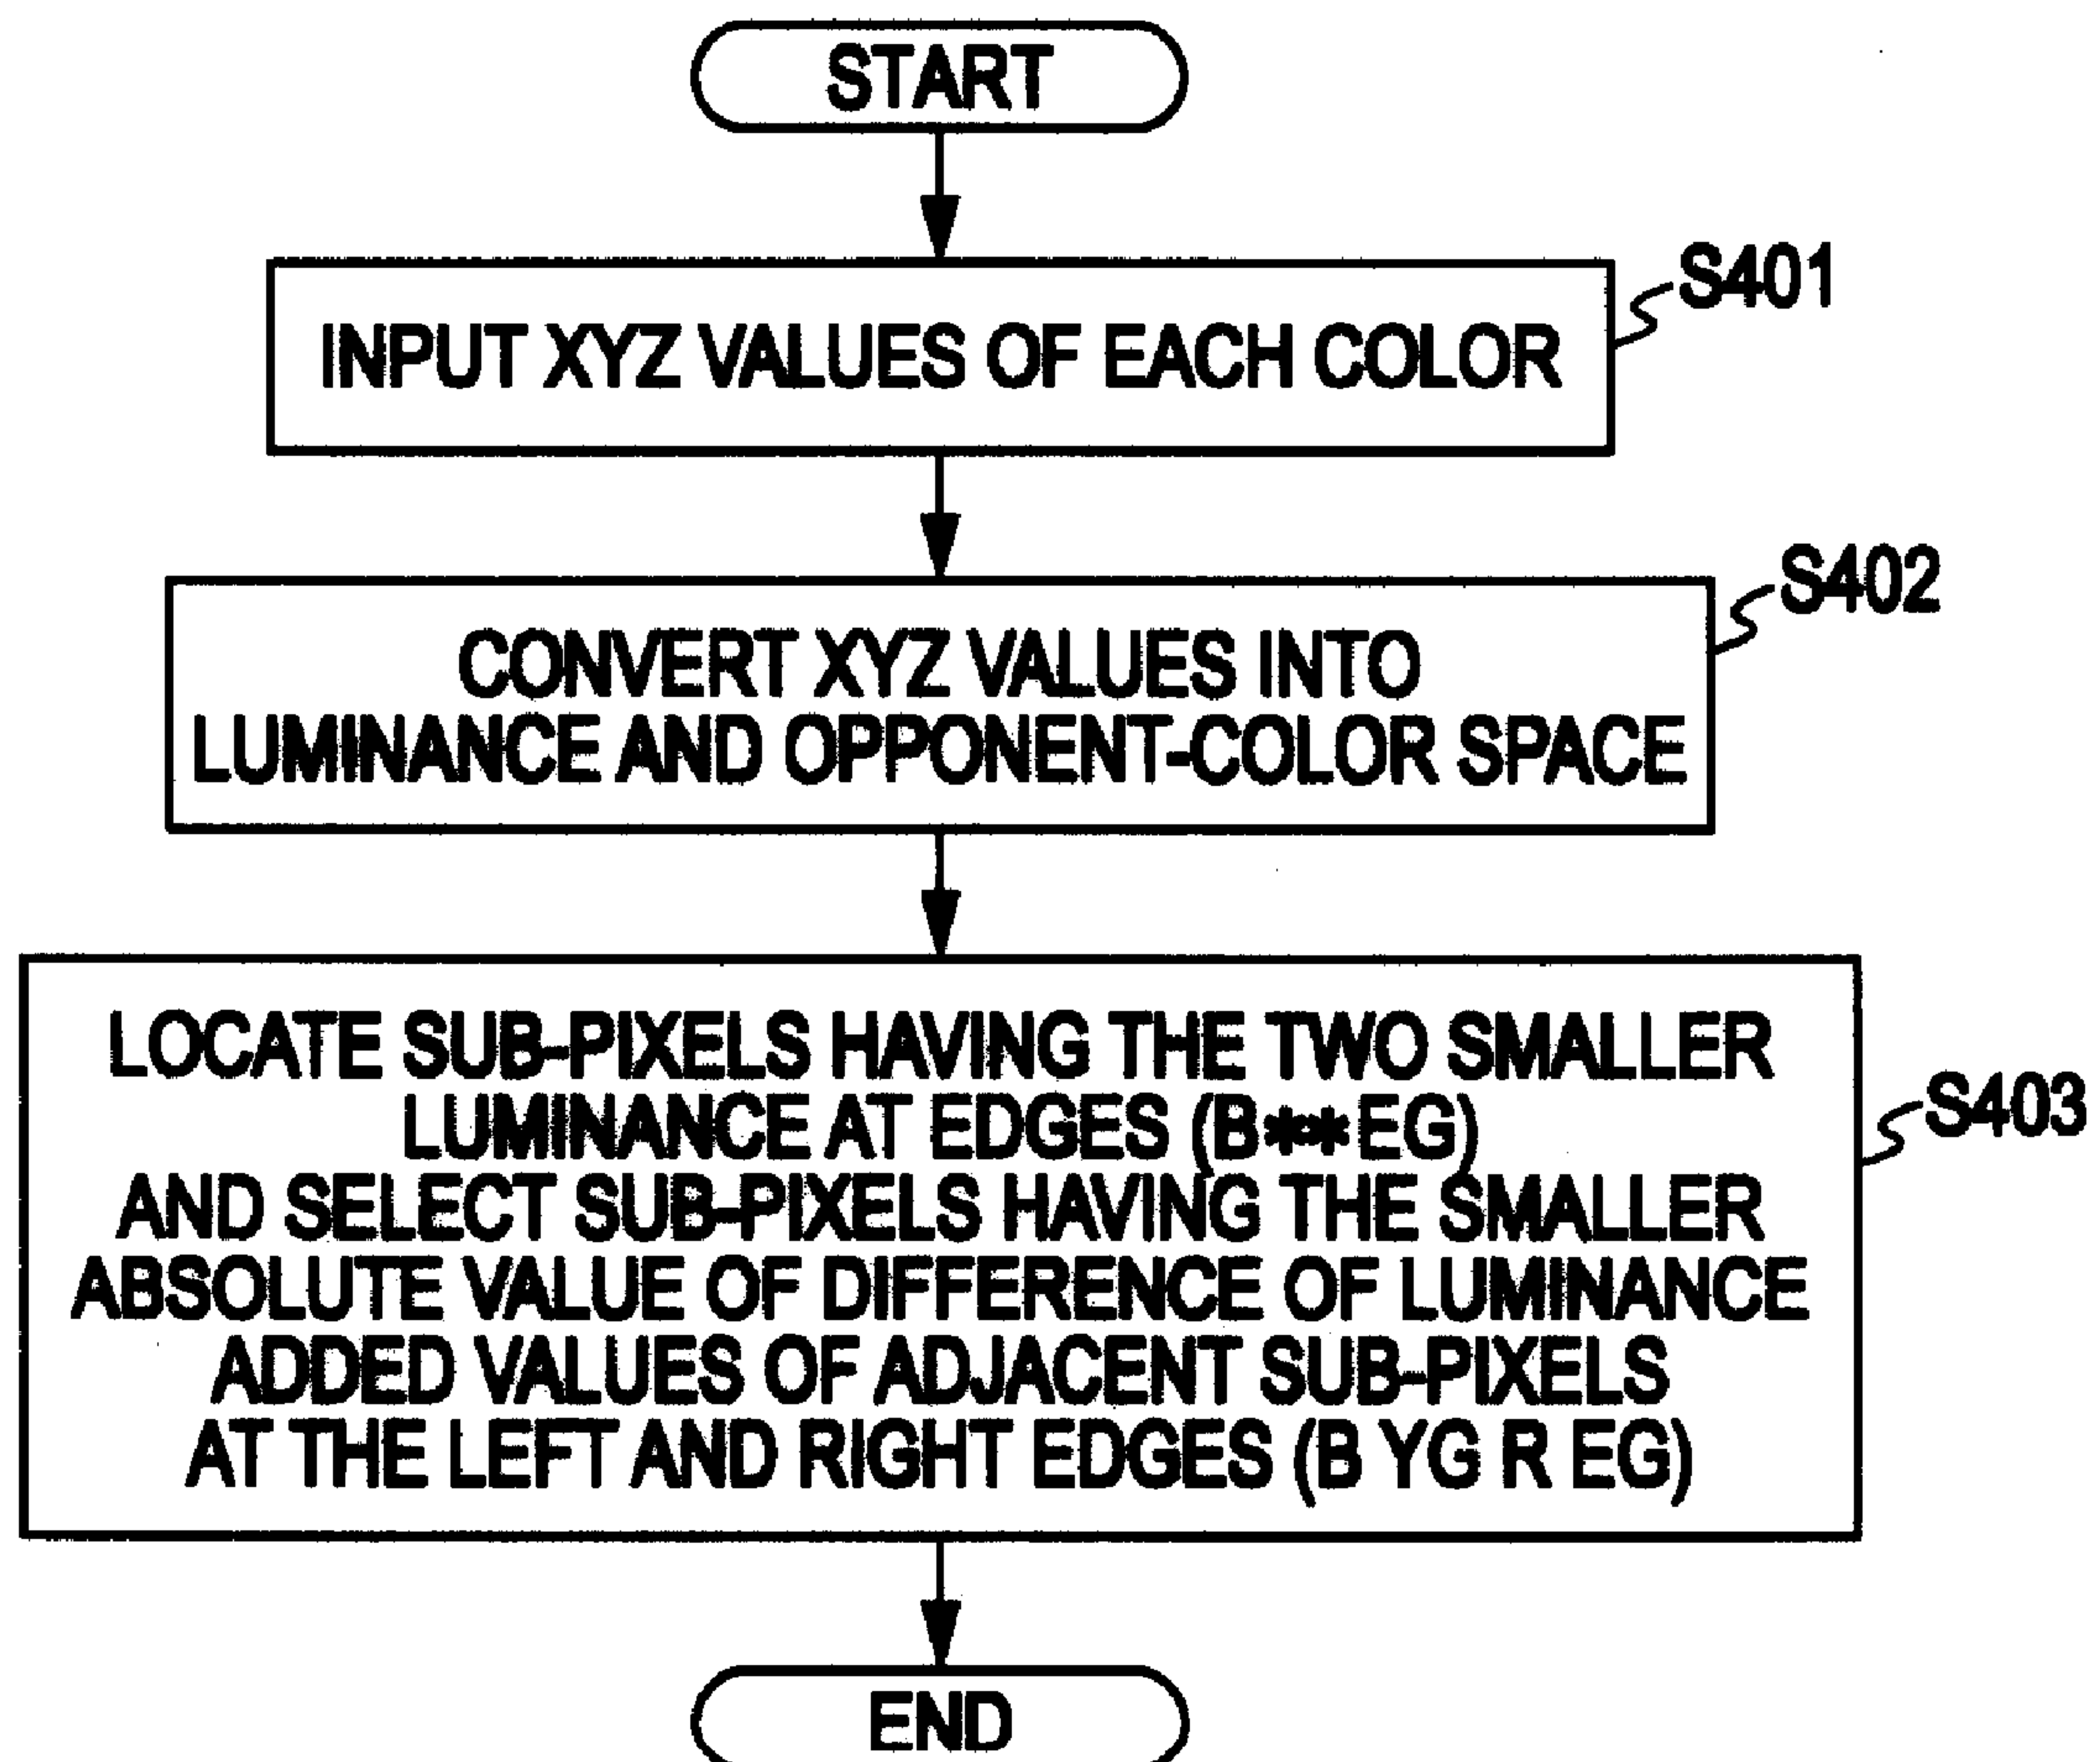 START
S401
INPUT XYZ VALUES OF EACH COLOR
S402
CONVERT XYZ VALUES INTO
LUMINANCE AND OPPONENT-COLOR SPACE
S403
LOCATE SUB-PIXELS HAVING THE TWO SMALLER
LUMINANCE AT EDGES (B**EG)
AND SELECT SUB-PIXELS HAVING THE SMALLER
ABSOLUTE VALUE OF DIFFERENCE OF LUMINANCE
ADDED VALUES OF ADJACENT SUB-PIXELS
AT THE LEFT AND RIGHT EDGES (B YG R EG)
END